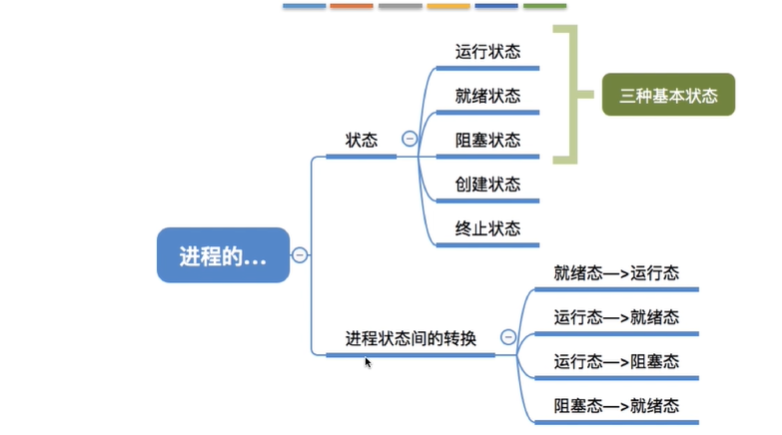 运行状态
就绪状态
三种基本状态
状态
阻塞状态
创建状态
终止状态
进程的...
就绪态—>运行态
运行态—>就绪态
进程状态间的转换
运行态—>阻塞态
阻塞态—>就绪态